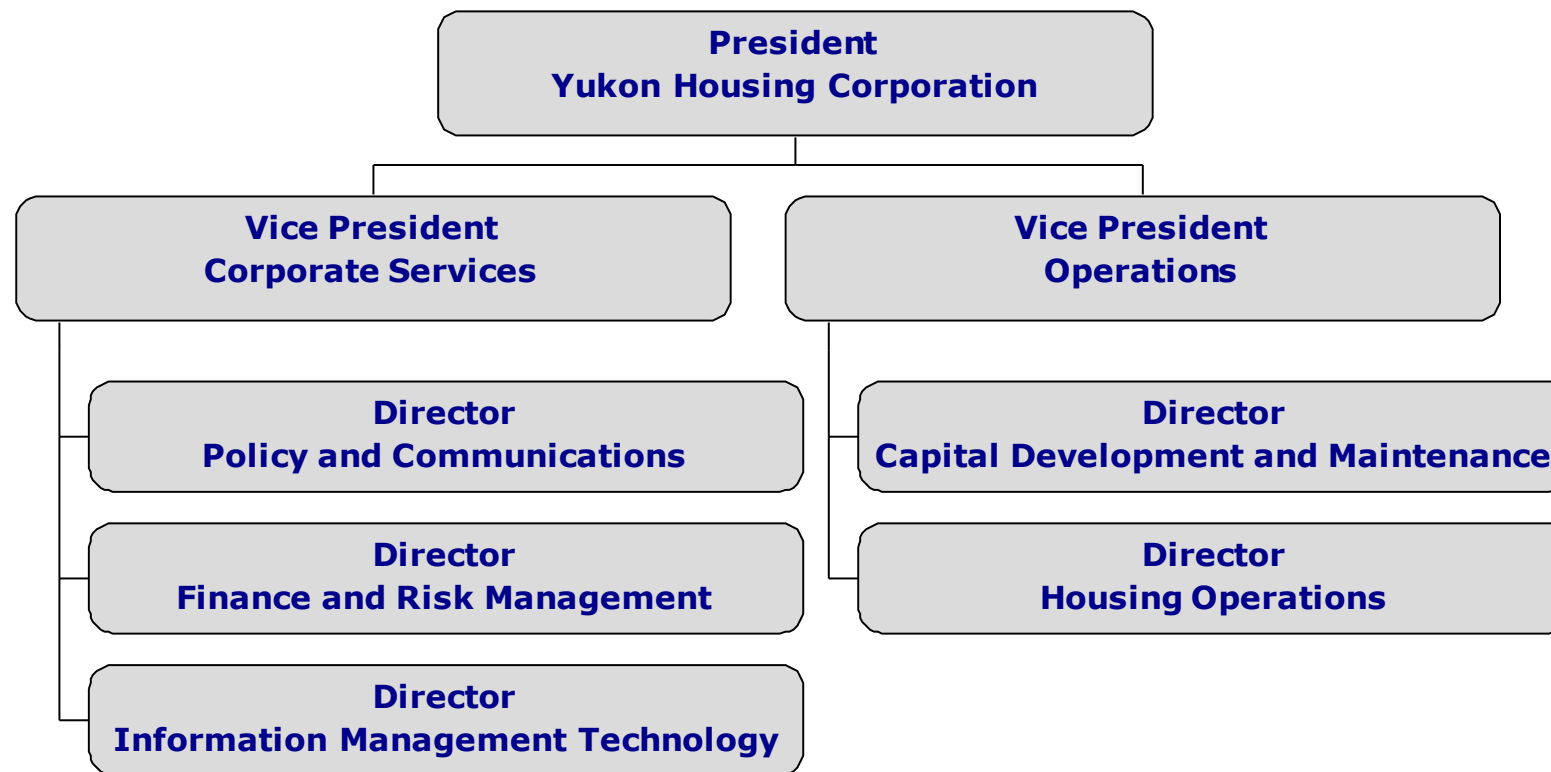 President
Yukon Housing Corporation
Vice President
Corporate Services
Director
Policy and Communications
Director
Finance and Risk Management
Director
Information Management Technology
Vice President
Operations
Director
Capital Development and Maintenance
Director
Housing Operations